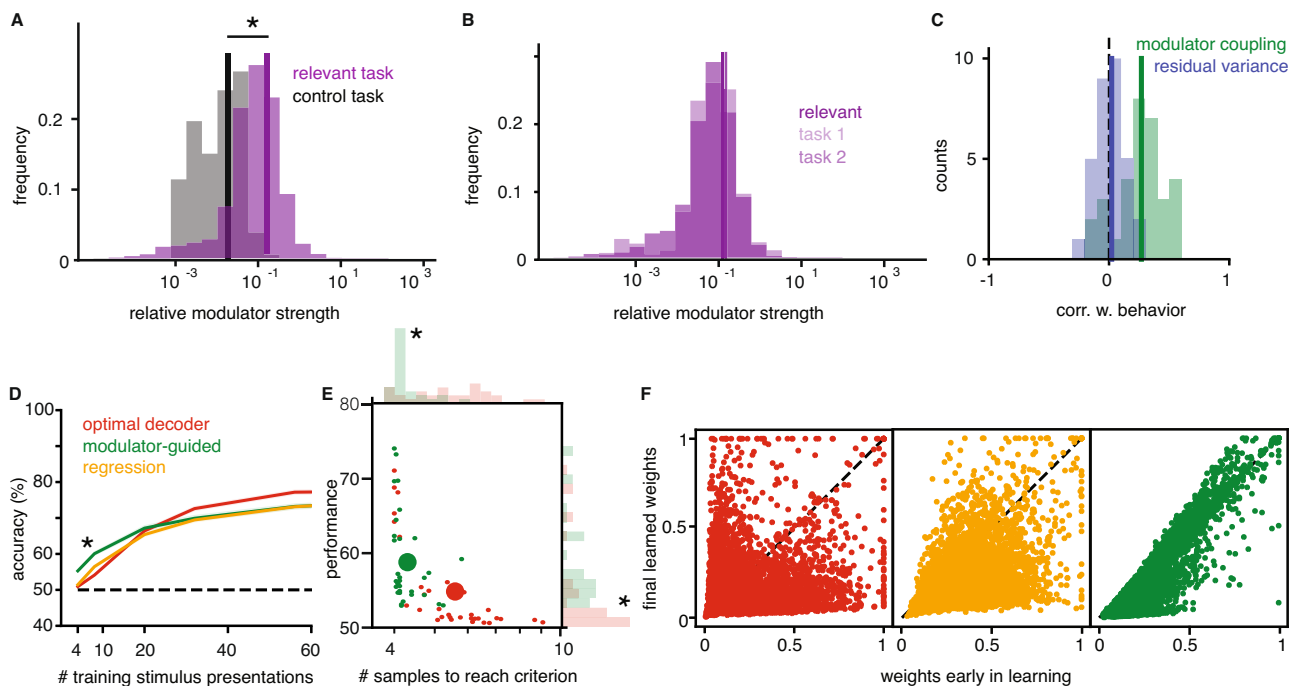 A
*
frequency
0.2
0.1
0
relevant task
control task
10 -3
10 -1
10 1
10 3
relative modulator strength
B
frequency
0.2
0.1
0
relevant
task 1
task 2
10 -3
10 -1
10 1
10 3
relative modulator strength
C
counts
10
5
0
modulator coupling
residual variance
-1
0
1
corr. w. behavior
D
accuracy (%)
100
80
60
50
40
optimal decoder
modulator-guided
regression
*
4
10
20
40
60
# training stimulus presentations
E
*
performance
80
70
60
50
*
4
10
# samples to reach criterion
F
final learned weights
1
0.5
0
0
0.5
1
0
0.5
1
0
0.5
1
weights early in learning